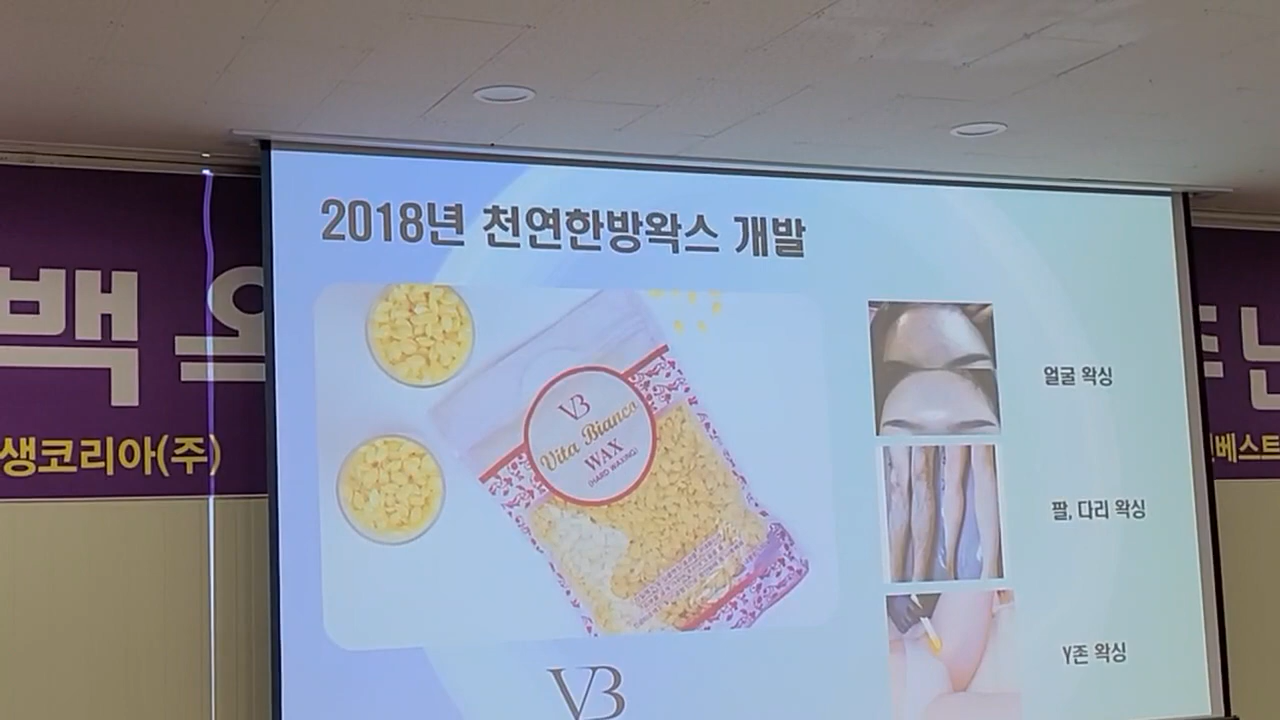 2018년 천연한방왁스 개발
백
생코리아(주)
베스트
VB
Vita Bianco
WAX
(HARD WAXING)
얼굴 왁싱
팔, 다리 왁싱
Y존 왁싱
VB